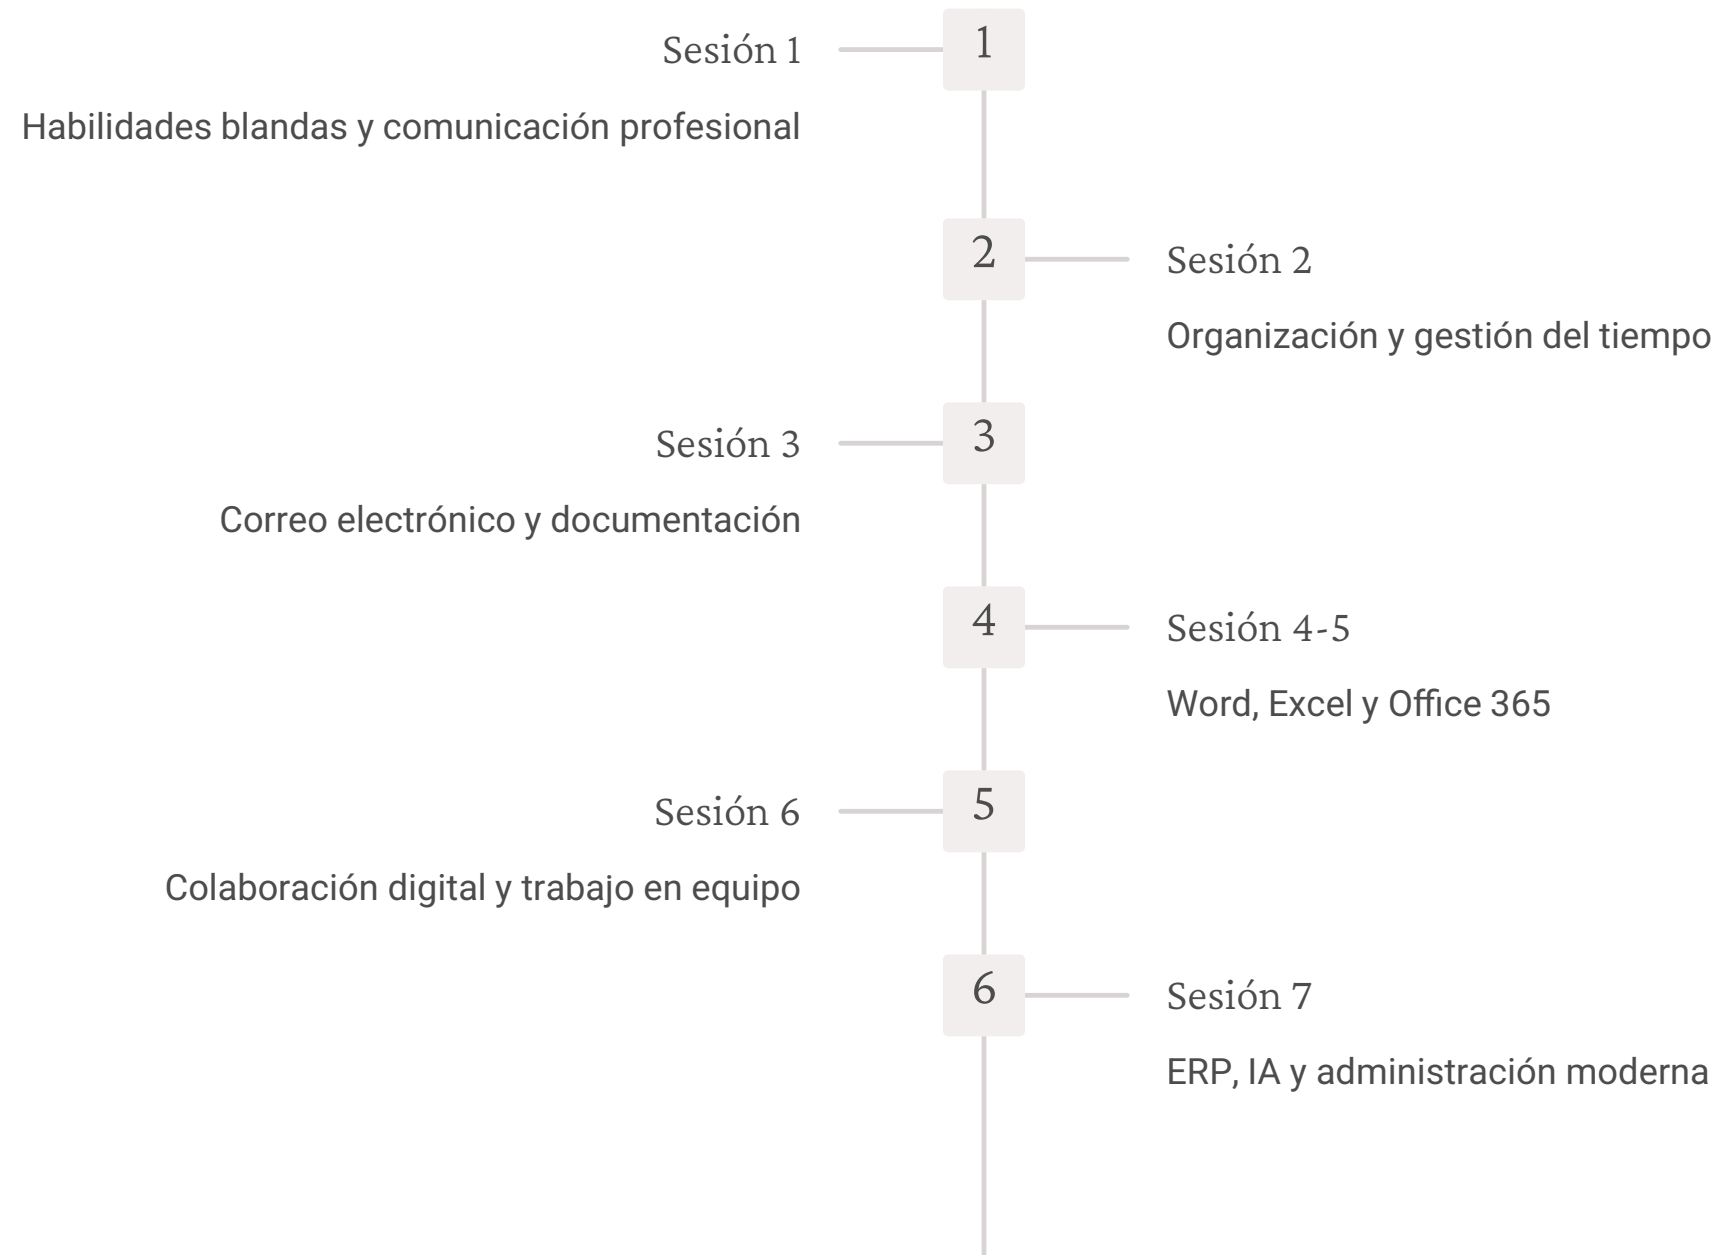 Sesión 1
1
Habilidades blandas y comunicación profesional
2
Sesión 2
Organización y gestión del tiempo
Sesión 3
3
Correo electrónico y documentación
4
Sesión 4-5
Word, Excel y Office 365
Sesión 6
5
Colaboración digital y trabajo en equipo
6
Sesión 7
ERP, IA y administración moderna